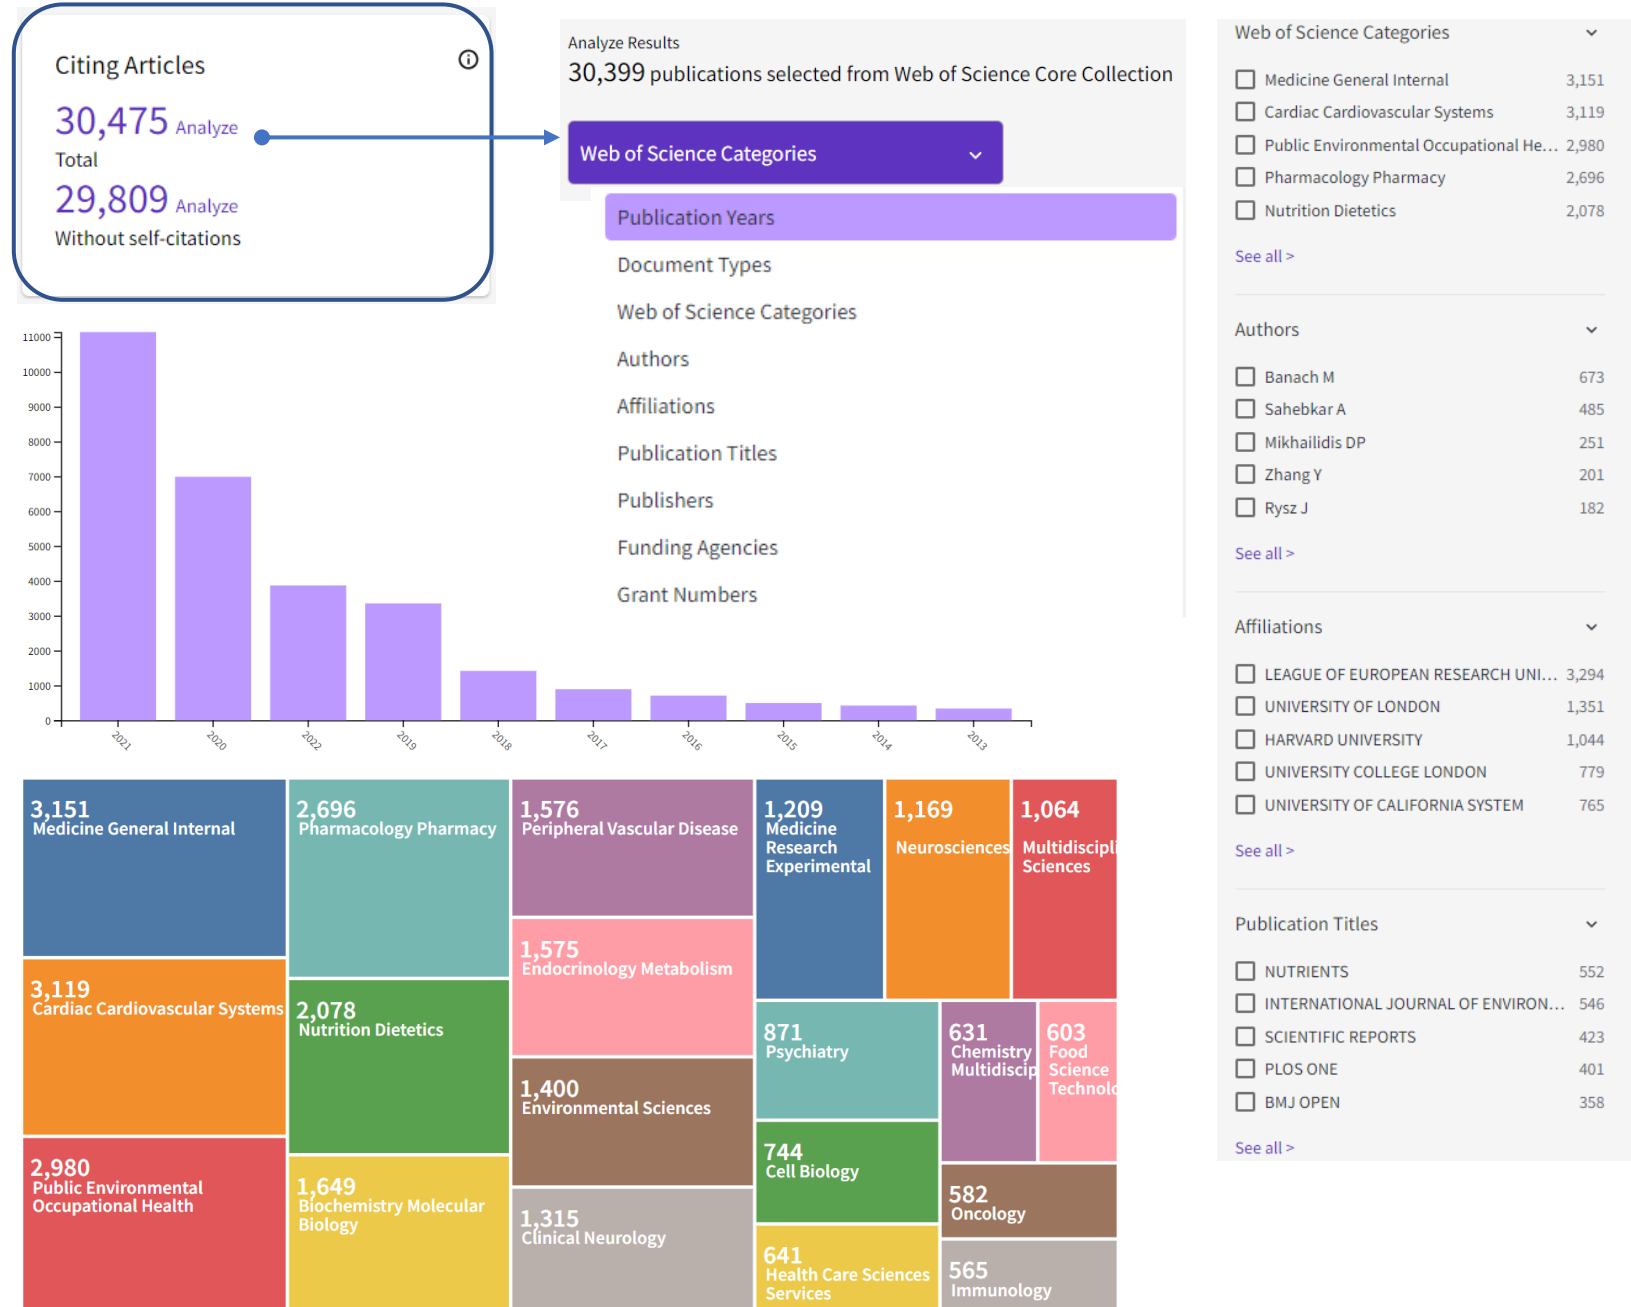 Citing Articles
30,475 Analyze
Total
29,809 Analyze
Without self-citations
Analyze Results
30,399 publications selected from Web of Science Core Collection
Web of Science Categories
Publication Years
Document Types
Web of Science Categories
Authors
Affiliations
Publication Titles
Publishers
Funding Agencies
Grant Numbers
11000
10000
9000
8000
7000
6000
5000
4000
3000
2000
1000
0
2021
2020
2022
2019
2018
2017
2016
2015
2014
2013
3,151
Medicine General Internal
3,119
Cardiac Cardiovascular Systems
2,980
Public Environmental
Occupational Health
2,696
Pharmacology Pharmacy
2,078
Nutrition Dietetics
1,649
Biochemistry Molecular
Biology
1,576
Peripheral Vascular Disease
1,575
Endocrinology Metabolism
1,400
Environmental Sciences
1,315
Clinical Neurology
1,209
Medicine
Research
Experimental
1,169
Neurosciences
1,064
Multidiscipli
Sciences
871
Psychiatry
744
Cell Biology
641
Health Care Sciences
Services
631
Chemistry
Multidiscip
603
Food
Science
Technolo
582
Oncology
565
Immunology
Web of Science Categories
Medicine General Internal 3,151
Cardiac Cardiovascular Systems 3,119
Public Environmental Occupational He... 2,980
Pharmacology Pharmacy 2,696
Nutrition Dietetics 2,078
See all >
Authors
Banach M 673
Sahebkar A 485
Mikhailidis DP 251
Zhang Y 201
Rysz J 182
See all >
Affiliations
LEAGUE OF EUROPEAN RESEARCH UNI... 3,294
UNIVERSITY OF LONDON 1,351
HARVARD UNIVERSITY 1,044
UNIVERSITY COLLEGE LONDON 779
UNIVERSITY OF CALIFORNIA SYSTEM 765
See all >
Publication Titles
NUTRIENTS 552
INTERNATIONAL JOURNAL OF ENVIRON... 546
SCIENTIFIC REPORTS 423
PLOS ONE 401
BMJ OPEN 358
See all >